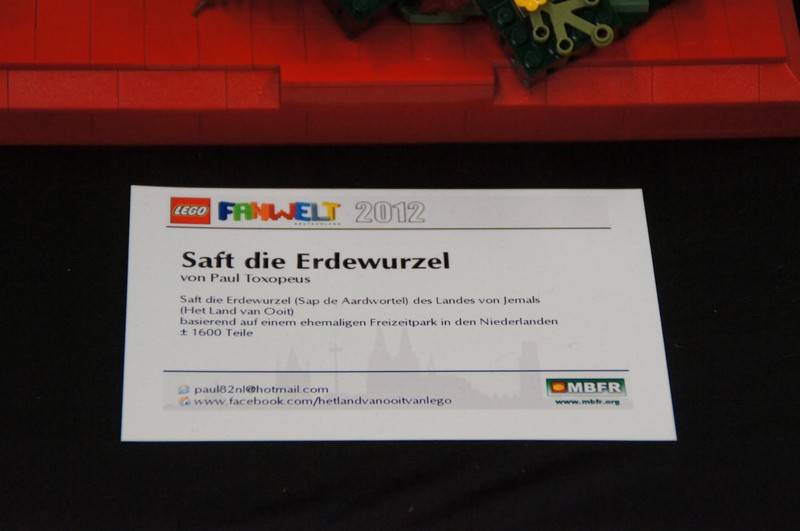 LEGO FANWELT 2012
DEUTSCHLAND
Saft die Erdewurzel
von Paul Toxopeus
Saft die Erdewurzel (Sap de Aardwortel) des Landes von Jemals
(Het Land van Ooit)
basierend auf einem ehemaligen Freizeitpark in den Niederlanden
± 1600 Teile
paul82nl@hotmail.com
www.facebook.com/hetlandvanooitvanlego
MBFR
www.mbfr.org